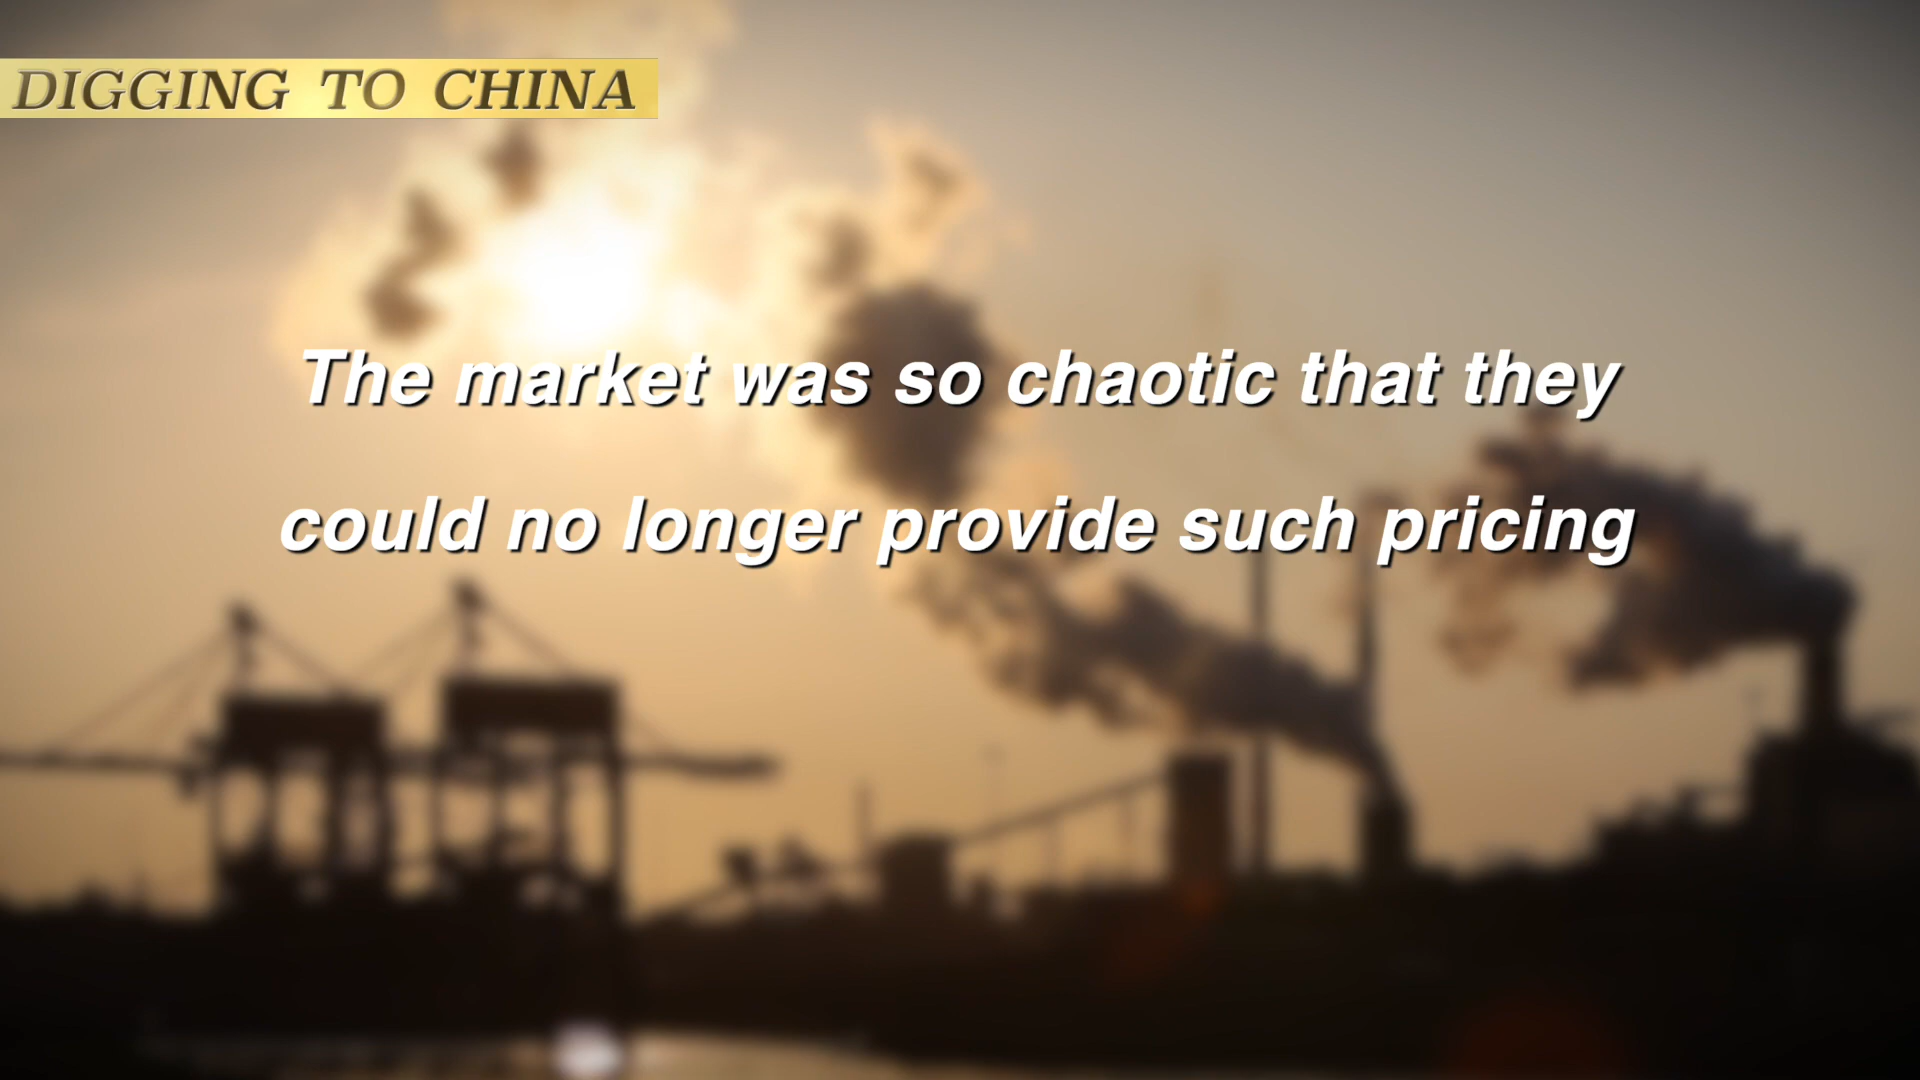 DIGGING TO CHINA
The market was so chaotic that they
could no longer provide such pricing